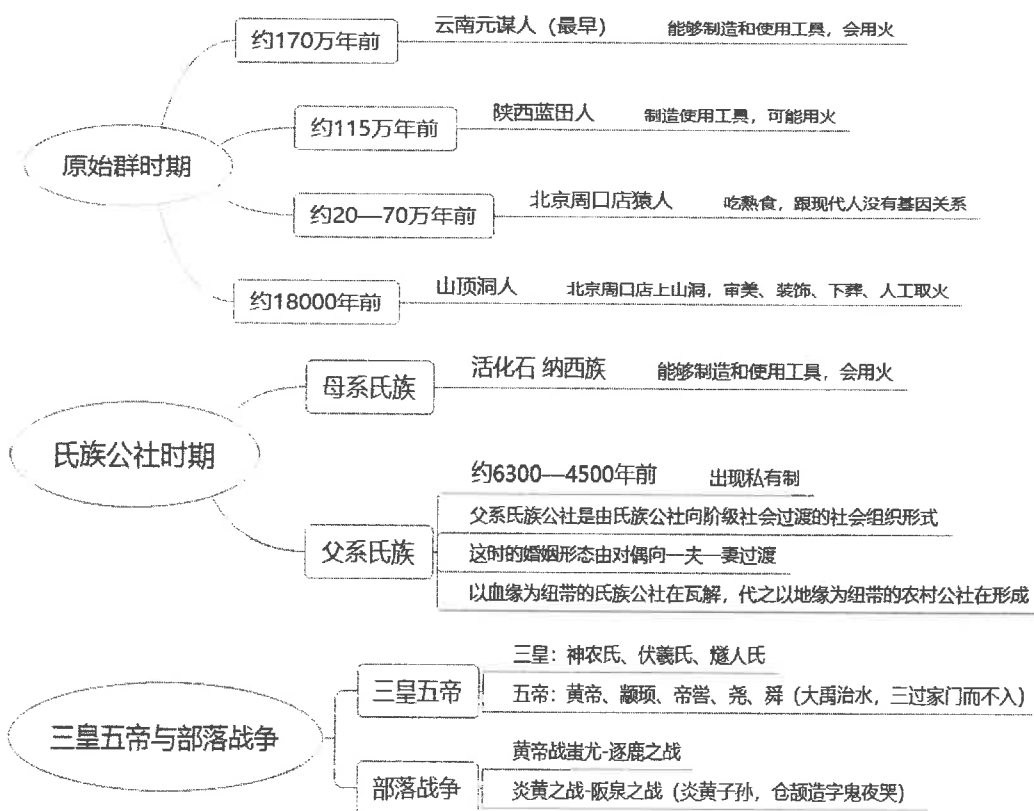 约170万年前 云南元谋人（最早） 能够制造和使用工具，会用火
约115万年前 陕西蓝田人 制造使用工具，可能用火
原始群时期
约20—70万年前 北京周口店猿人 吃熟食，跟现代人没有基因关系
约18000年前 山顶洞人 北京周口店上山洞，审美、装饰、下葬、人工取火
母系氏族 活化石 纳西族 能够制造和使用工具，会用火
氏族公社时期
约6300—4500年前 出现私有制
父系氏族公社是由氏族公社向阶级社会过渡的社会组织形式
父系氏族 这时的婚姻形态由对偶向一夫一妻过渡
以血缘为纽带的氏族公社在瓦解，代之以地缘为纽带的农村公社在形成
三皇：神农氏、伏羲氏、燧人氏
三皇五帝 五帝：黄帝、颛顼、帝喾、尧、舜（大禹治水，三过家门而不入）
三皇五帝与部落战争
黄帝战蚩尤-逐鹿之战
部落战争 炎黄之战-阪泉之战（炎黄子孙，仓颉造字鬼夜哭）